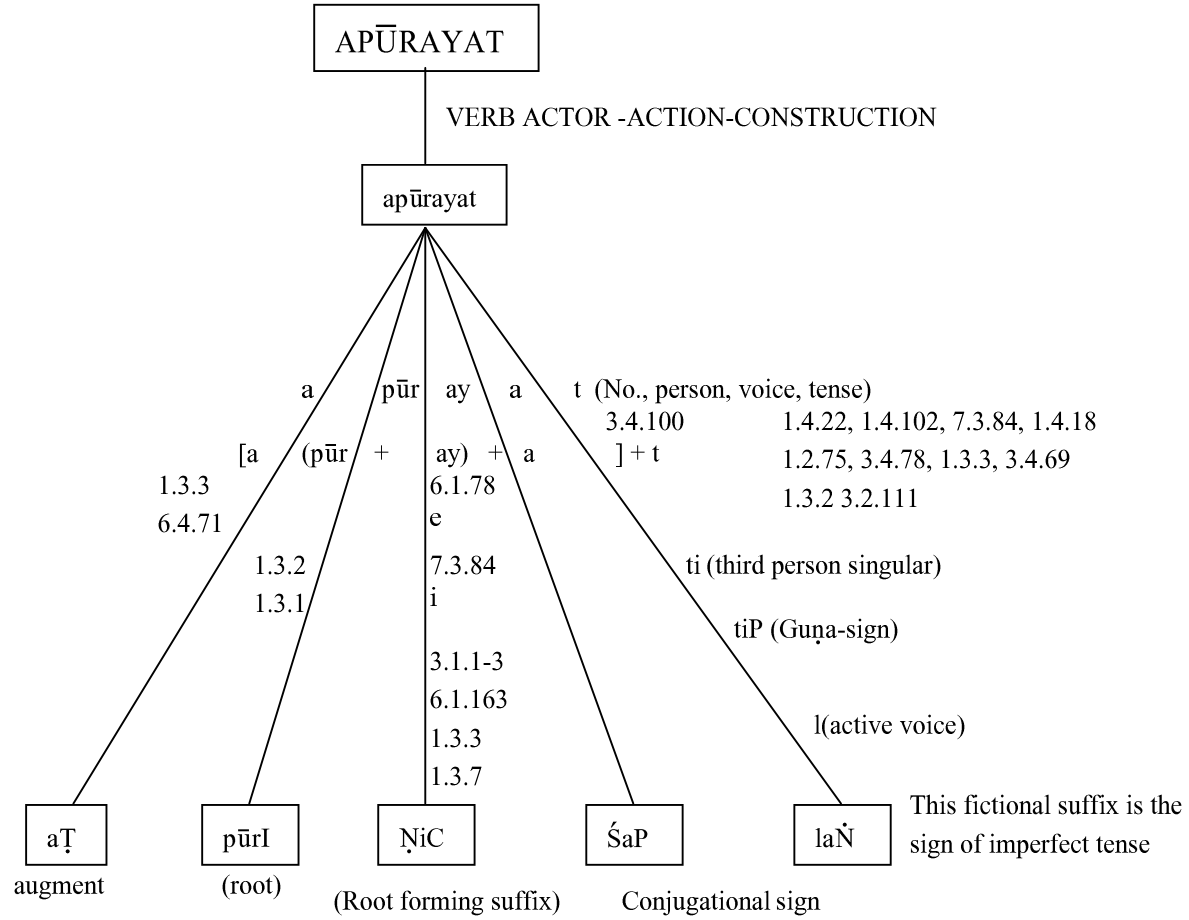 APŪRAYAT
VERB ACTOR -ACTION-CONSTRUCTION
apūrayat
a pūr ay a t (No., person, voice, tense)
3.4.100 1.4.22, 1.4.102, 7.3.84, 1.4.18
[a (pūr + ay) + a ] + t 1.2.75, 3.4.78, 1.3.3, 3.4.69
1.3.3 6.1.78 1.3.2 3.2.111
6.4.71 e
1.3.2 7.3.84 ti (third person singular)
1.3.1 i
tiP (Guṇa-sign)
3.1.1-3
6.1.163
1.3.3 l(active voice)
1.3.7
aṬ pūrI ṆiC ŚaP laṄ
This fictional suffix is the
sign of imperfect tense
augment (root) (Root forming suffix) Conjugational sign